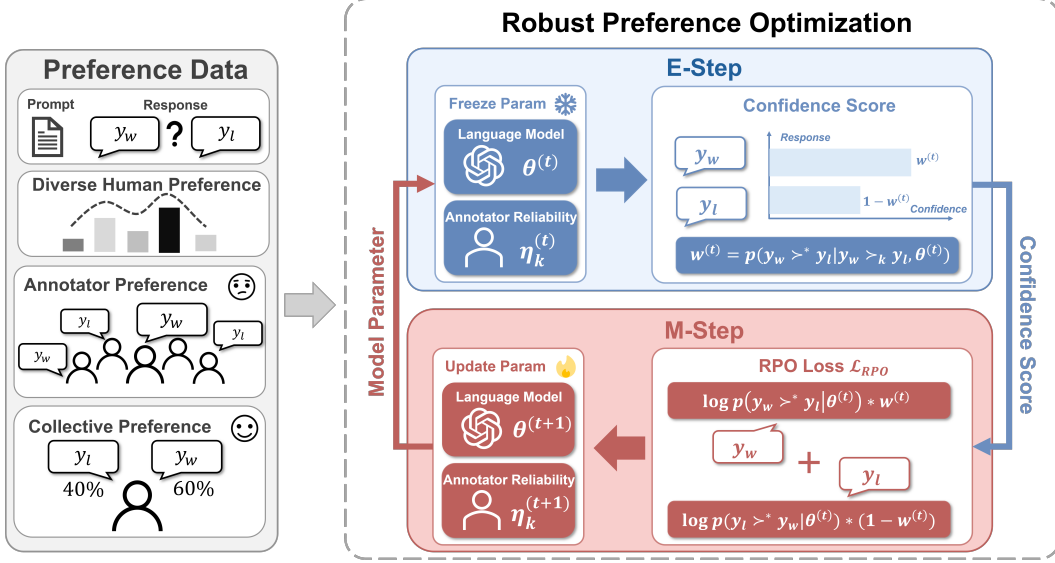 Robust Preference Optimization
Preference Data
Prompt
Response
y_w ? y_l
Diverse Human Preference
Annotator Preference
y_w
y_l
y_w
y_l
Collective Preference
y_l
y_w
40%
60%
Model Parameter
E-Step
Freeze Param
Language Model
θ^(t)
Annotator Reliability
η_k^(t)
Confidence Score
y_w
y_l
Response
w^(t)
1 − w^(t)
Confidence
w^(t) = p(y_w ≻* y_l|y_w ≻_k y_l, θ^(t))
Confidence Score
M-Step
Update Param
Language Model
θ^(t+1)
Annotator Reliability
η_k^(t+1)
RPO Loss ℒ_RPO
log p(y_w ≻* y_l|θ^(t)) * w^(t)
y_w
+
y_l
log p(y_l ≻* y_w|θ^(t)) * (1 − w^(t))